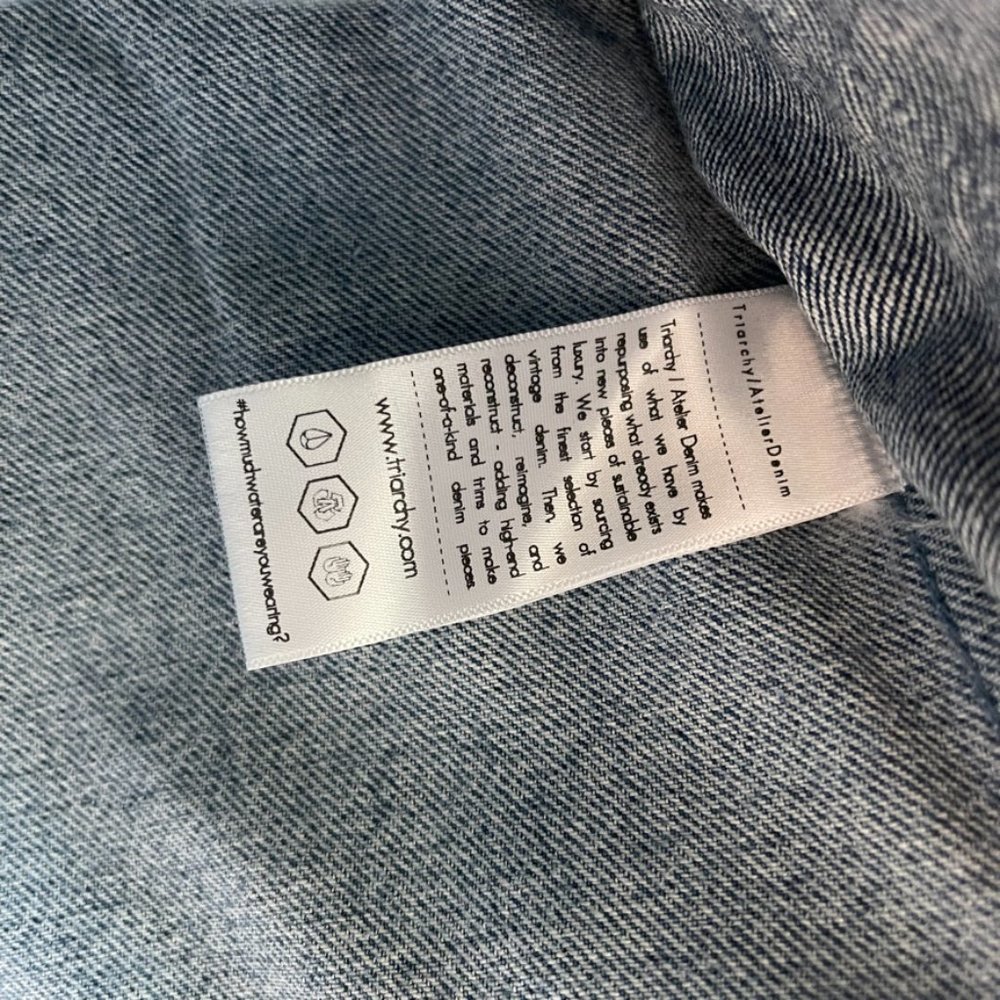 Triarchy/AtelierDenim
Triarchy / Atelier Denim makes
use of what we have by
repurposing what already exists
into new pieces of sustainable
luxury. We start by sourcing
from the finest selection of
vintage denim. Then, we
deconstruct, reimagine, and
reconstruct - adding high-end
materials and trims to make
one-of-a-kind denim pieces.
www.triarchy.com
#howmuchwaterareyouwearing?